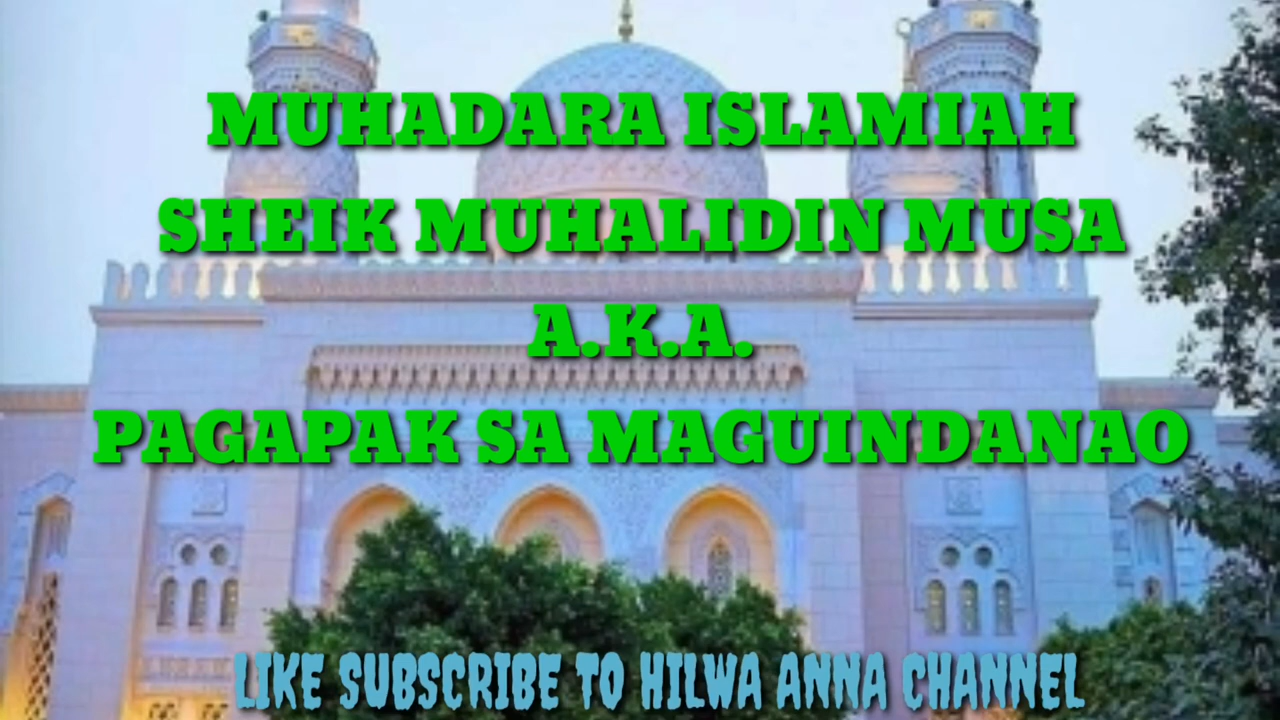 MUHADARA ISLAMIAH
SHEIK MUHALIDIN MUSA
A.K.A.
PAGAPAK SA MAGUINDANAO
LIKE SUBSCRIBE TO HILWA ANNA CHANNEL